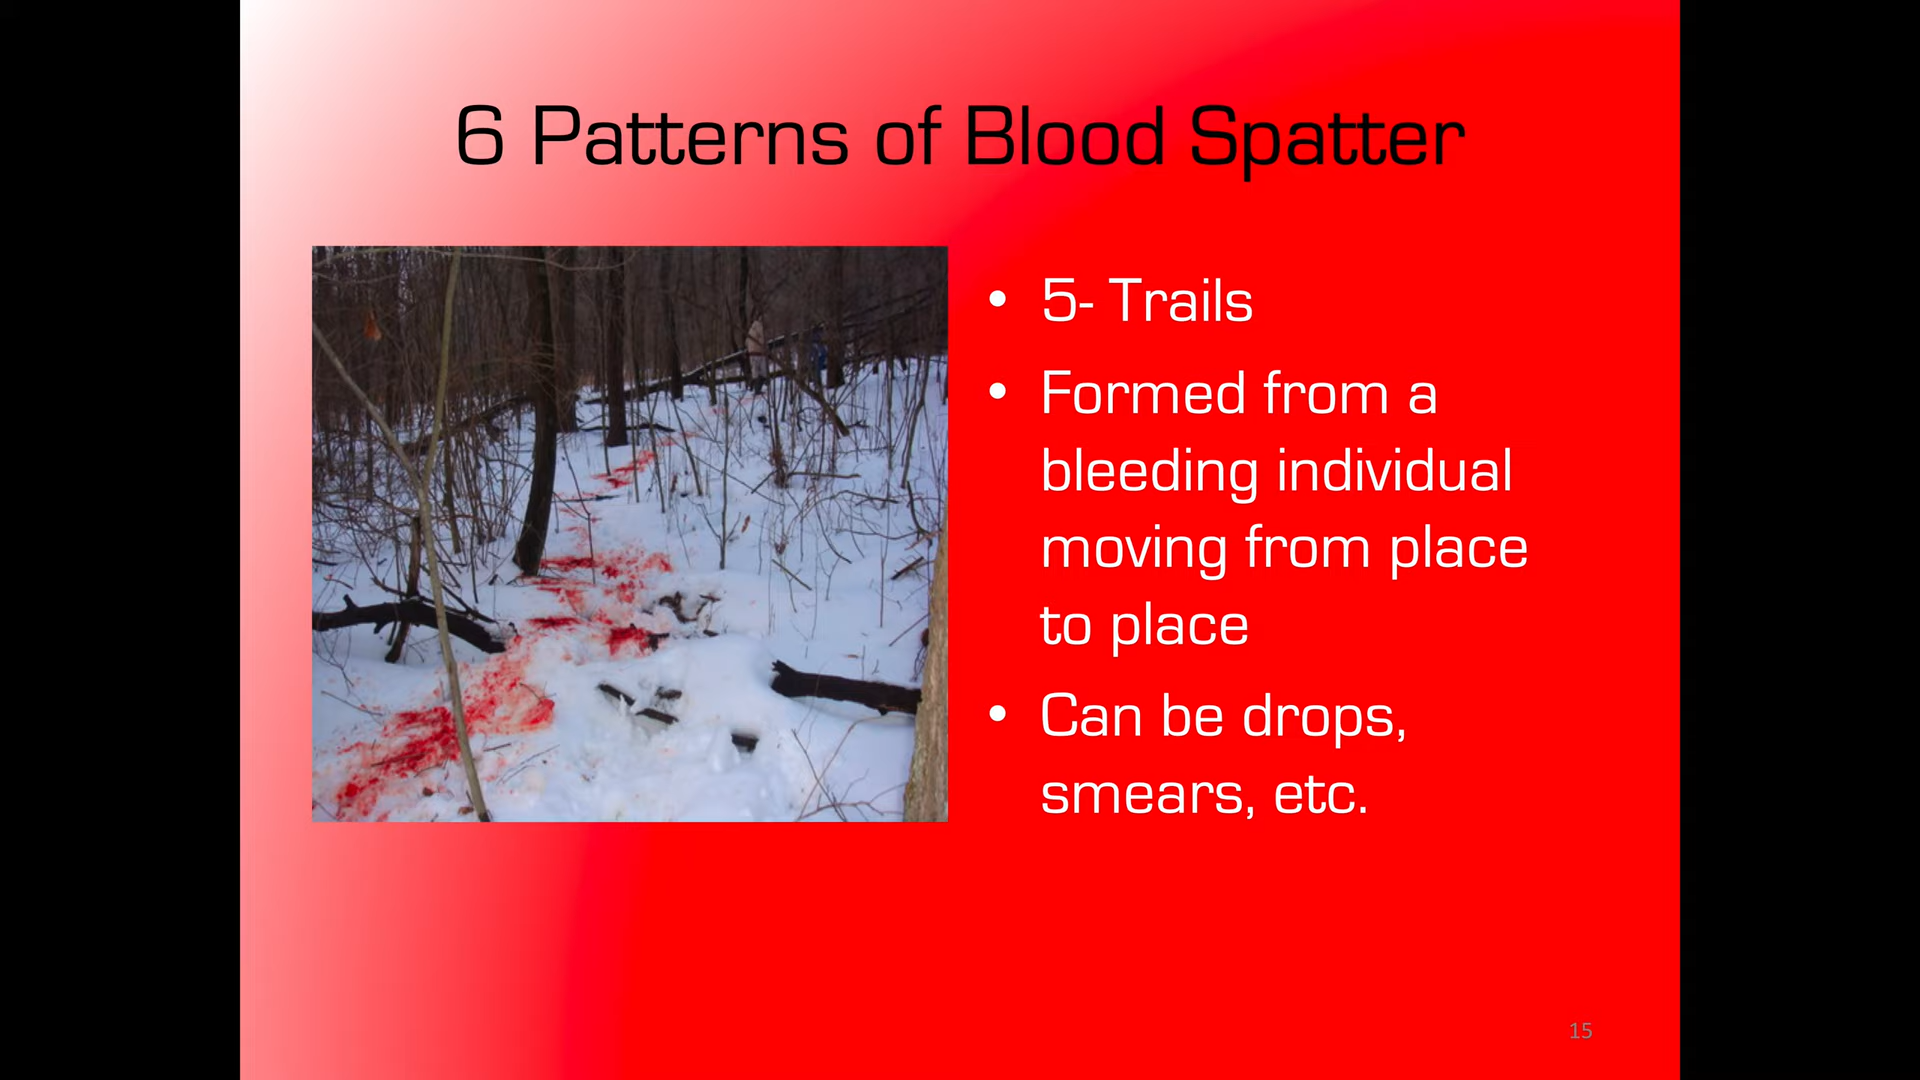 6 Patterns of Blood Spatter
• 5- Trails
• Formed from a
bleeding individual
moving from place
to place
• Can be drops,
smears, etc.
15